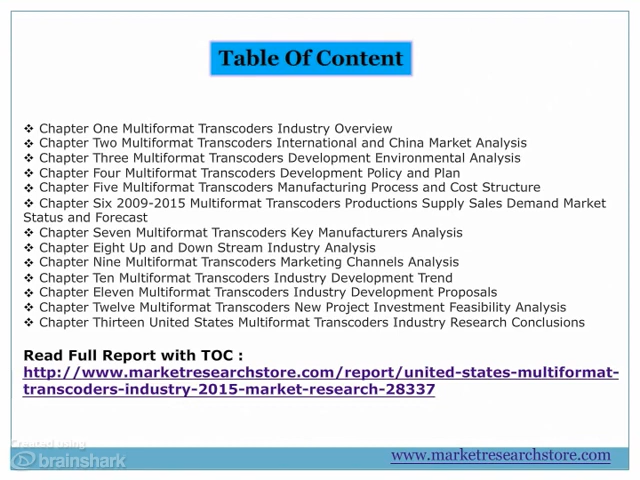 Table Of Content
❖ Chapter One Multiformat Transcoders Industry Overview
❖ Chapter Two Multiformat Transcoders International and China Market Analysis
❖ Chapter Three Multiformat Transcoders Development Environmental Analysis
❖ Chapter Four Multiformat Transcoders Development Policy and Plan
❖ Chapter Five Multiformat Transcoders Manufacturing Process and Cost Structure
❖ Chapter Six 2009-2015 Multiformat Transcoders Productions Supply Sales Demand Market
Status and Forecast
❖ Chapter Seven Multiformat Transcoders Key Manufacturers Analysis
❖ Chapter Eight Up and Down Stream Industry Analysis
❖ Chapter Nine Multiformat Transcoders Marketing Channels Analysis
❖ Chapter Ten Multiformat Transcoders Industry Development Trend
❖ Chapter Eleven Multiformat Transcoders Industry Development Proposals
❖ Chapter Twelve Multiformat Transcoders New Project Investment Feasibility Analysis
❖ Chapter Thirteen United States Multiformat Transcoders Industry Research Conclusions
Read Full Report with TOC :
http://www.marketresearchstore.com/report/united-states-multiformat-
transcoders-industry-2015-market-research-28337
Created using
brainshark
www.marketresearchstore.com